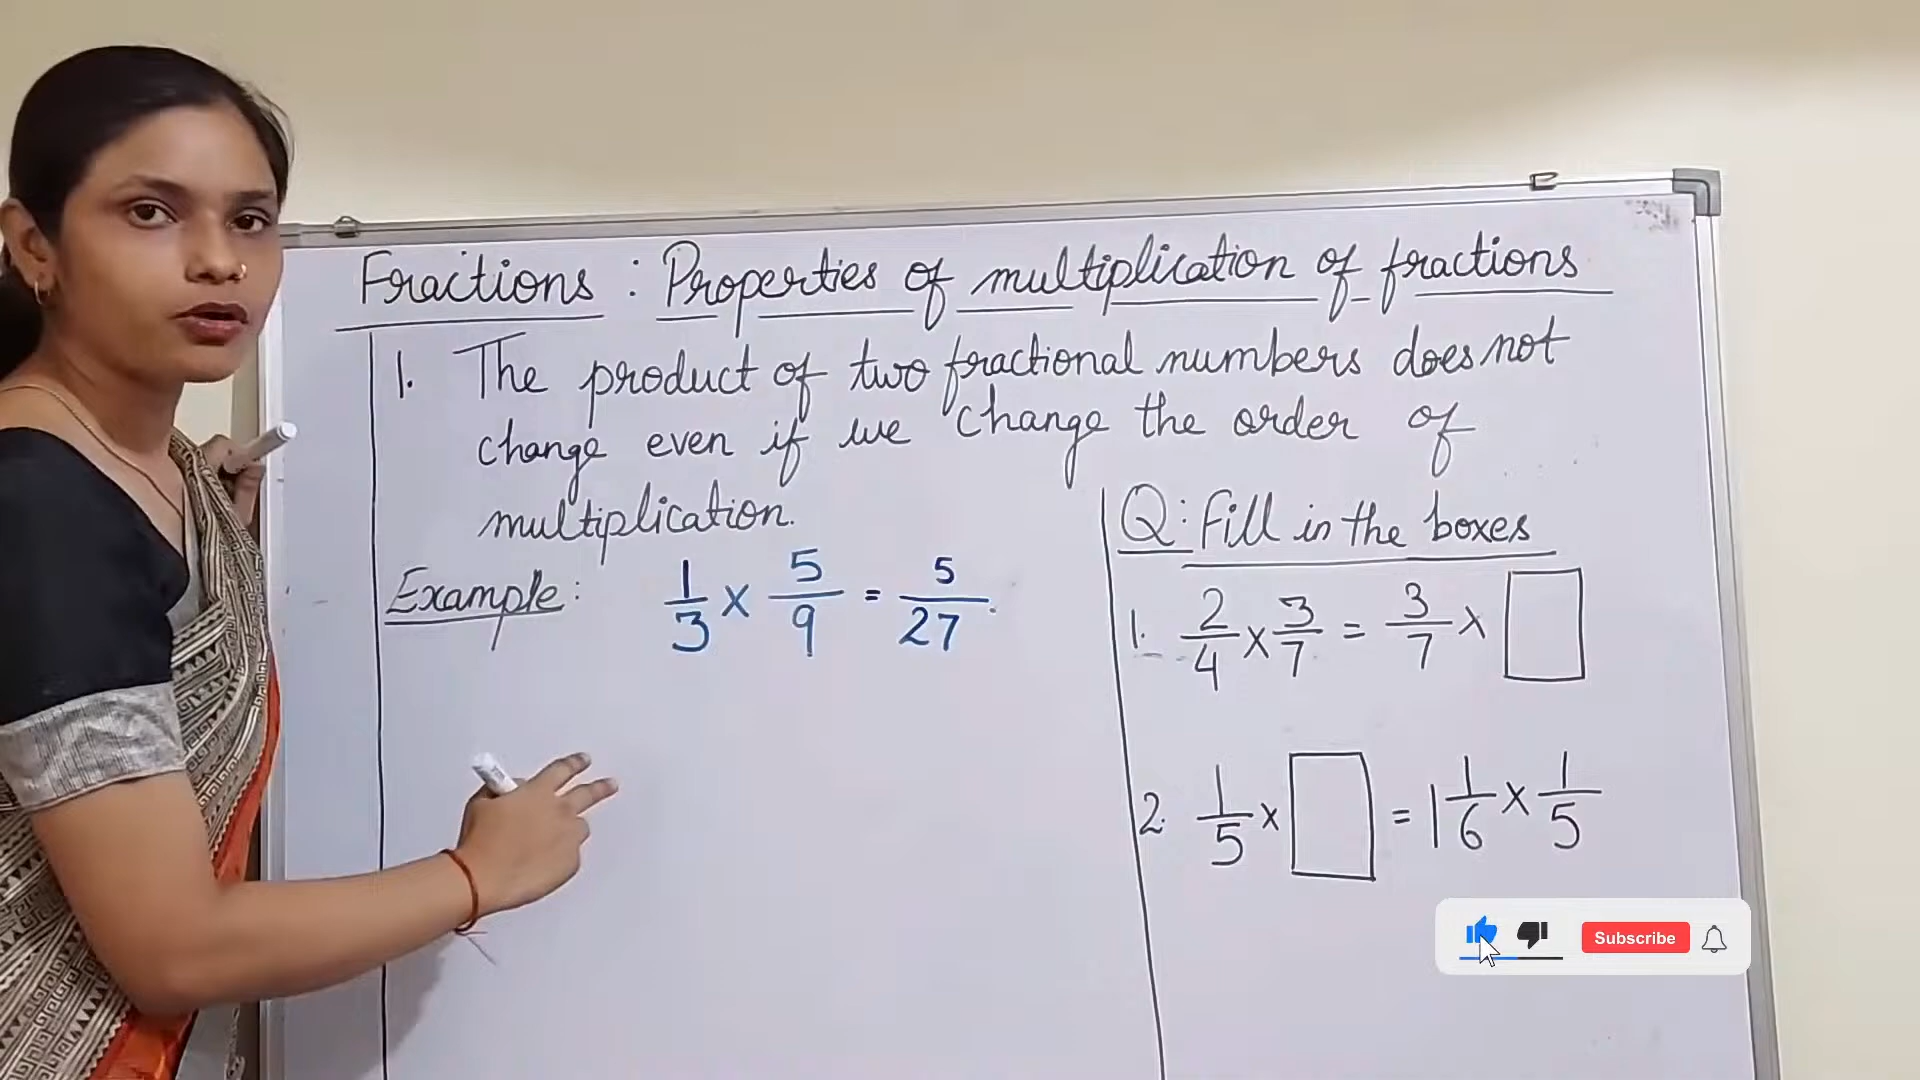 Fractions : Properties of multiplication of fractions
1. The product of two fractional numbers does not
change even if we change the order of
multiplication.
Example: 1/3 x 5/9 = 5/27.
Q: Fill in the boxes
1. 2/4 x 3/7 = 3/7 x □
2. 1/5 x □ = 1 1/6 x 1/5
Subscribe